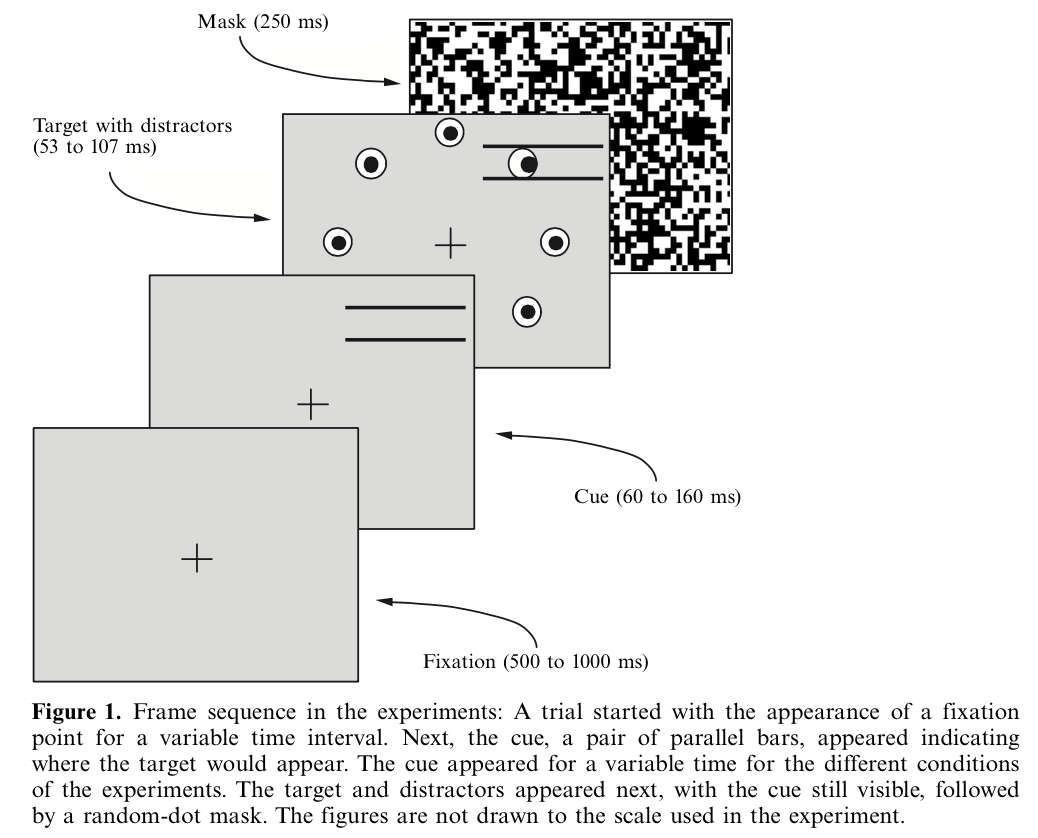 Mask (250 ms)
Target with distractors
(53 to 107 ms)
Cue (60 to 160 ms)
Fixation (500 to 1000 ms)
Figure 1. Frame sequence in the experiments: A trial started with the appearance of a fixation
point for a variable time interval. Next, the cue, a pair of parallel bars, appeared indicating
where the target would appear. The cue appeared for a variable time for the different conditions
of the experiments. The target and distractors appeared next, with the cue still visible, followed
by a random-dot mask. The figures are not drawn to the scale used in the experiment.